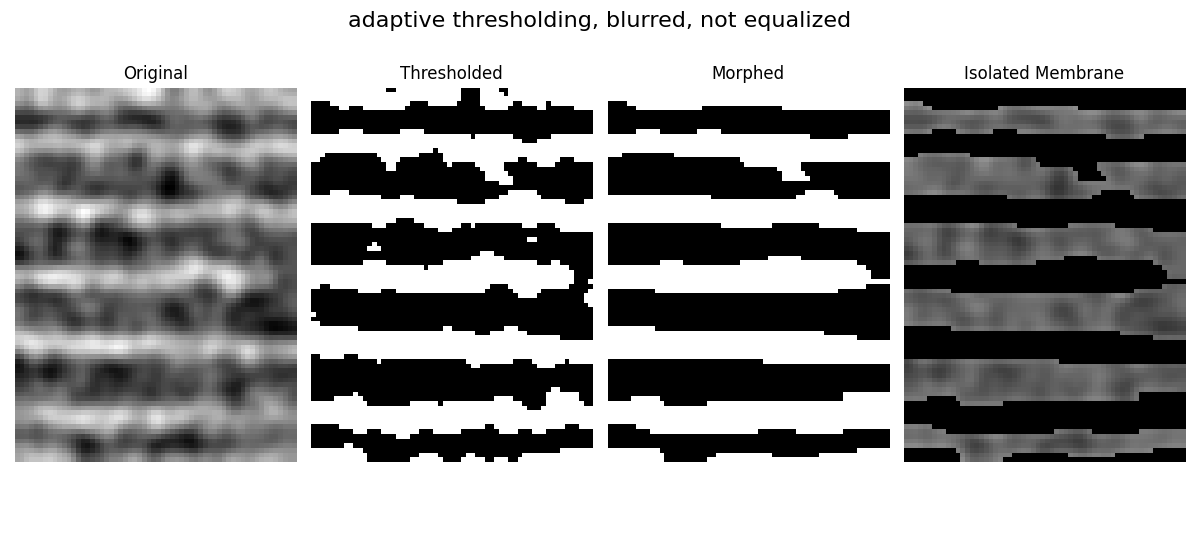 adaptive thresholding, blurred, not equalized
Original
Thresholded
Morphed
Isolated Membrane